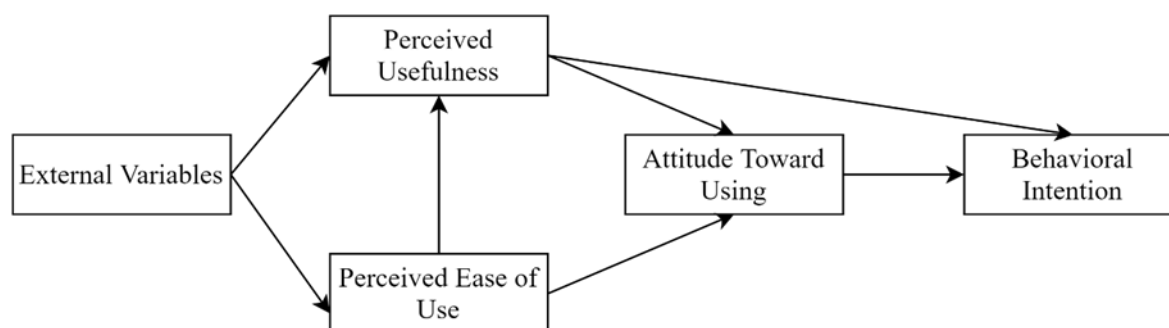 Perceived
Usefulness
External Variables
Attitude Toward
Using
Behavioral
Intention
Perceived Ease of
Use